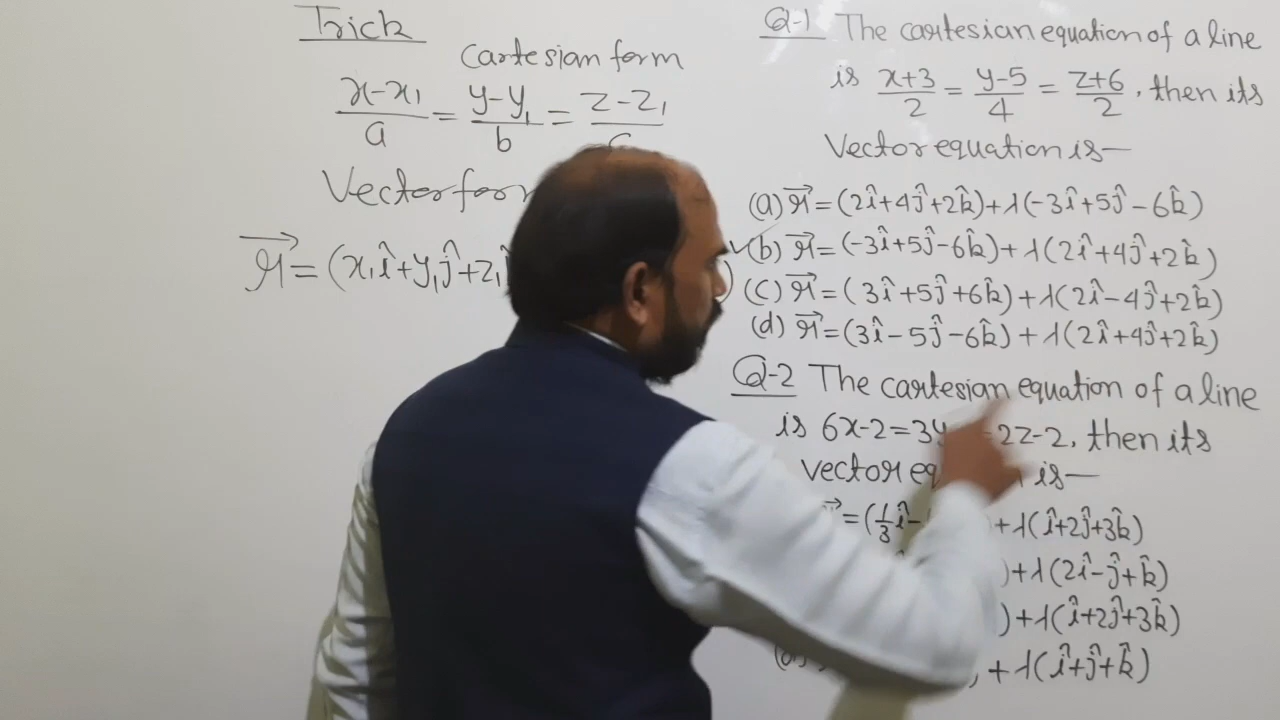 Trick
Cartesian form
x-x₁/a = y-y₁/b = z-z₁/
Vector for
r⃗ = (x₁î+y₁ĵ+z₁
Q-1 The cartesian equation of a line
is x+3/2 = y-5/4 = z+6/2, then its
Vector equation is—
(a) r⃗ = (2î+4ĵ+2k̂)+λ(-3î+5ĵ-6k̂)
✓(b) r⃗ = (-3î+5ĵ-6k̂)+λ(2î+4ĵ+2k̂)
(c) r⃗ = (3î+5ĵ+6k̂)+λ(2î-4ĵ+2k̂)
(d) r⃗ = (3î-5ĵ-6k̂)+λ(2î+4ĵ+2k̂)
Q-2 The cartesian equation of a line
is 6x-2=3y 2z-2, then its
Vector eq is—
=(1/3î- +λ(î+2ĵ+3k̂)
)+λ(2î-ĵ+k̂)
)+λ(î+2ĵ+3k̂)
+λ(î+ĵ+k̂)